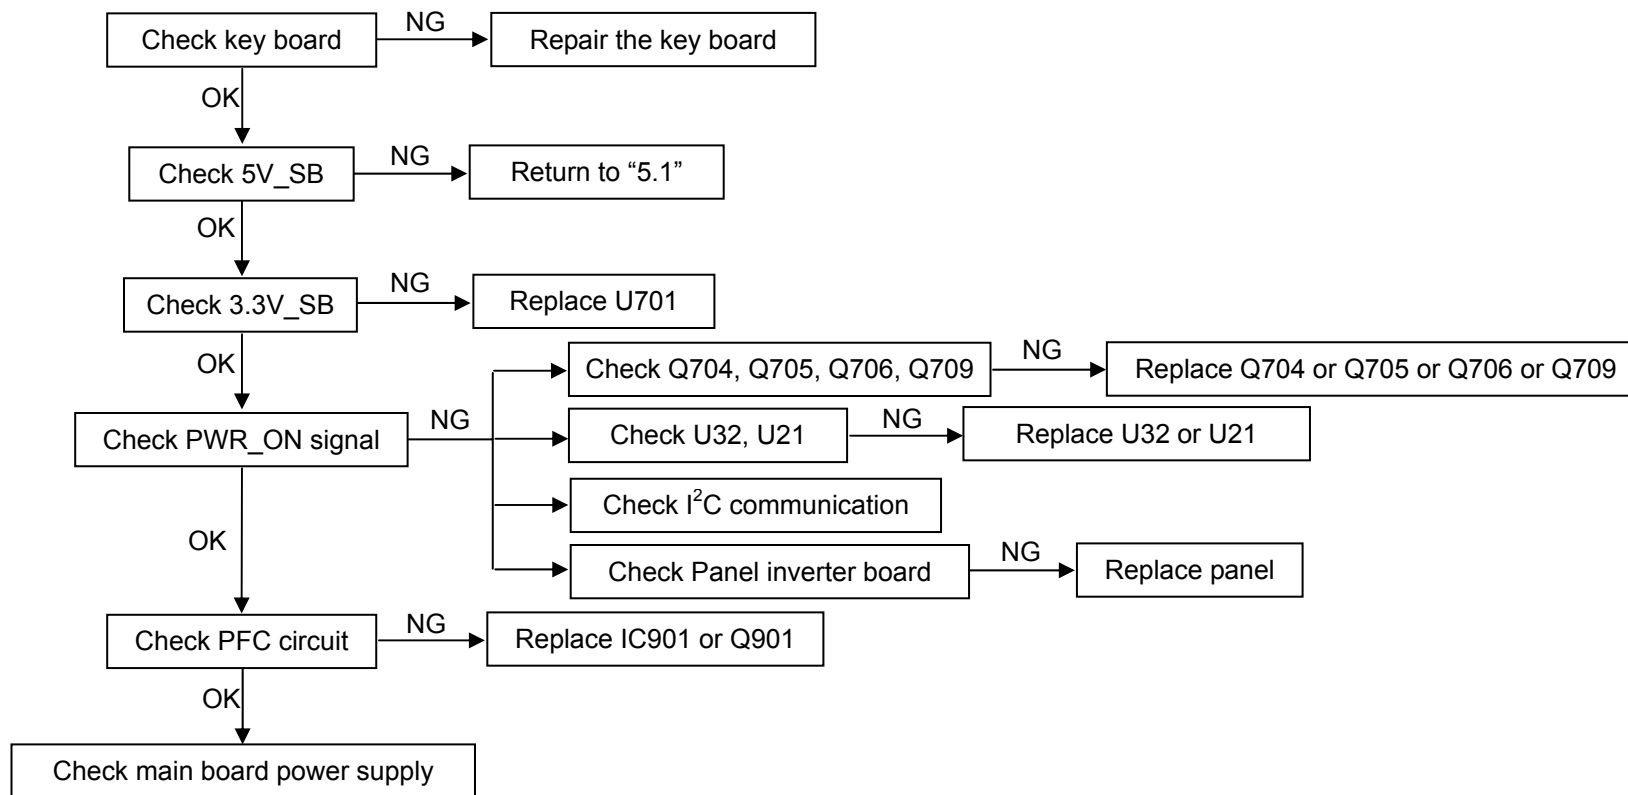 Check key board
NG
Repair the key board
OK
Check 5V_SB
NG
Return to “5.1”
OK
Check 3.3V_SB
NG
Replace U701
OK
Check Q704, Q705, Q706, Q709
NG
Replace Q704 or Q705 or Q706 or Q709
Check PWR_ON signal
NG
Check U32, U21
NG
Replace U32 or U21
Check I²C communication
OK
Check Panel inverter board
NG
Replace panel
Check PFC circuit
NG
Replace IC901 or Q901
OK
Check main board power supply